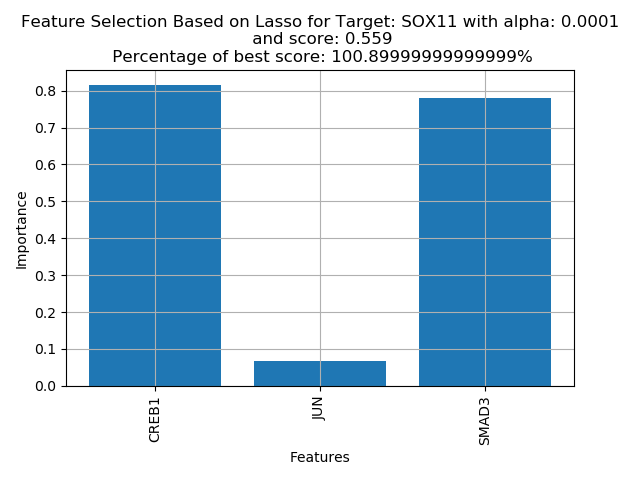 Feature Selection Based on Lasso for Target: SOX11 with alpha: 0.0001
and score: 0.559
Percentage of best score: 100.89999999999999%
0.8
0.7
0.6
0.5
0.4
0.3
0.2
0.1
0.0
Importance
CREB1
JUN
SMAD3
Features